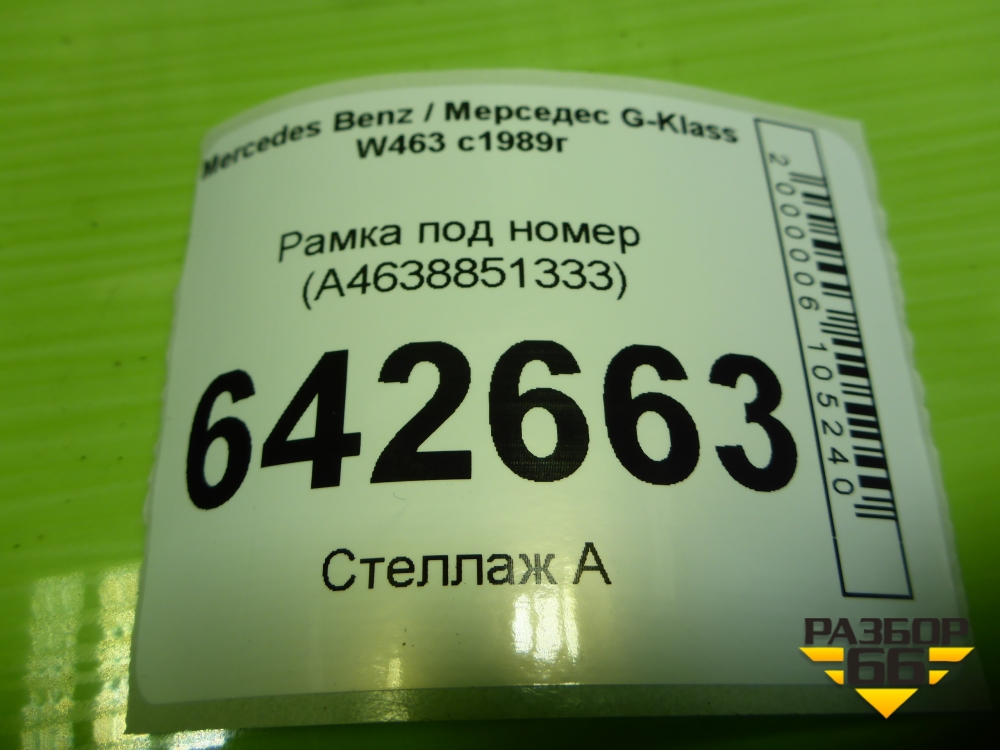 Mercedes Benz / Мерседес G-Klass
W463 с1989г
Рамка под номер
(A4638851333)
642663
Стеллаж А
2000006105240
РАЗБОР
66